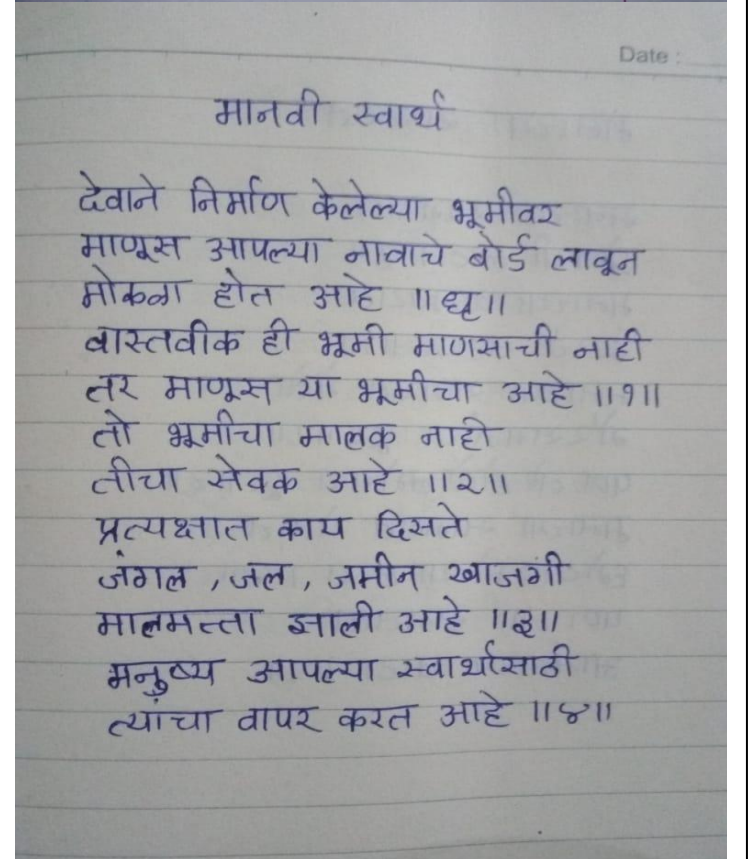 Date :
मानवी स्वार्थ
देवाने निर्माण केलेल्या भूमीवर
माणूस आपल्या नावाचे बोर्ड लावून
मोकळा होत आहे ॥धृ॥
वास्तवीक ही भूमी माणसाची नाही
तर माणूस या भूमीचा आहे ॥१॥
तो भूमीचा मालक नाही
तीचा सेवक आहे ॥२॥
प्रत्यक्षात काय दिसते
जंगल , जल , जमीन खाजगी
मालमत्ता झाली आहे ॥३॥
मनुष्य आपल्या स्वार्थासाठी
त्यांचा वापर करत आहे ॥४॥